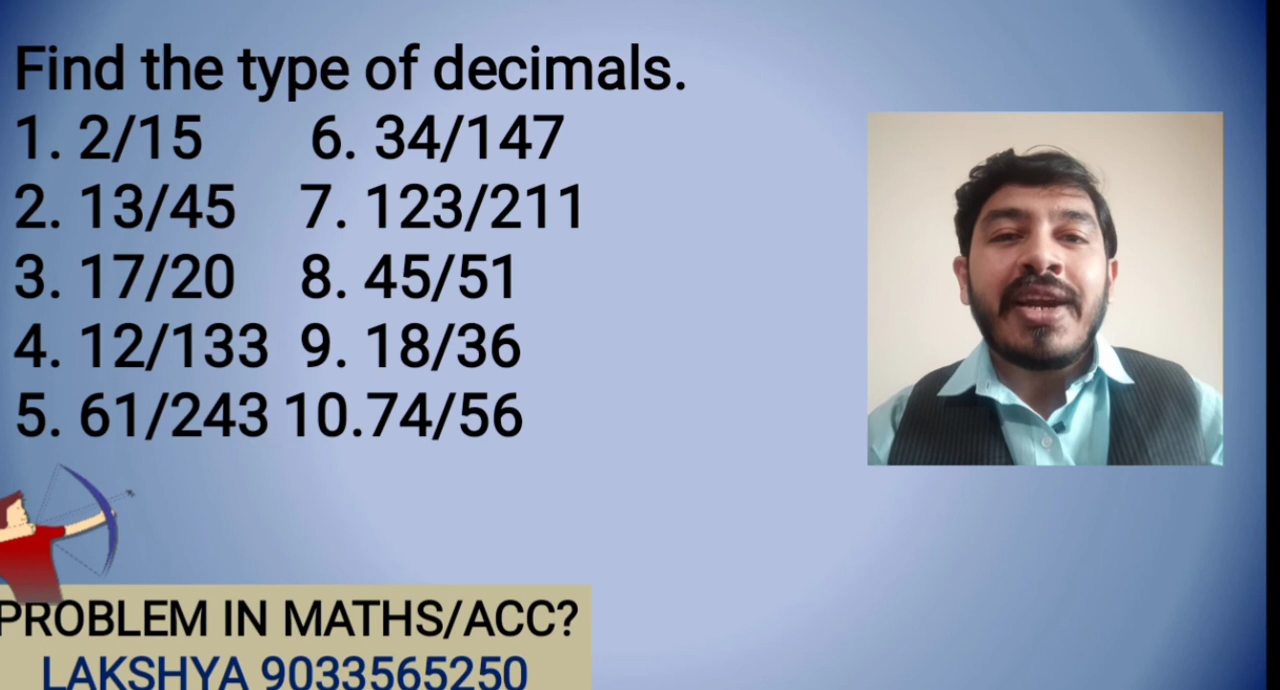 Find the type of decimals.
1. 2/15 6. 34/147
2. 13/45 7. 123/211
3. 17/20 8. 45/51
4. 12/133 9. 18/36
5. 61/243 10.74/56
PROBLEM IN MATHS/ACC?
LAKSHYA 9033565250